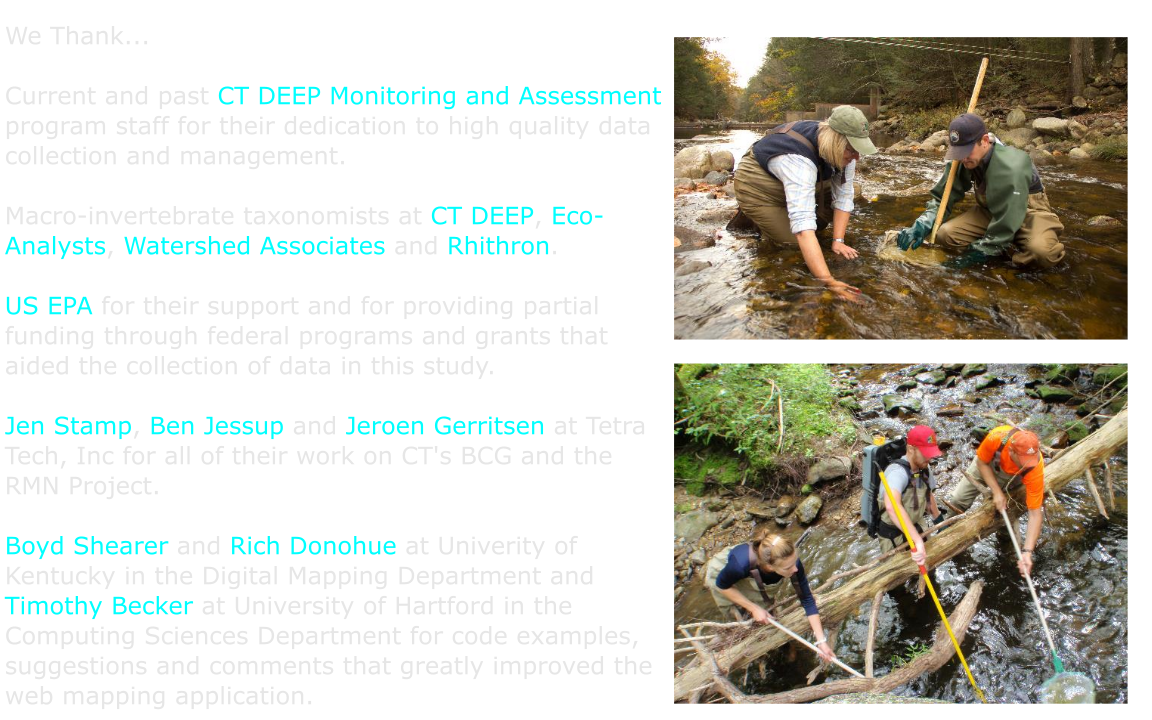 We Thank...
Current and past CT DEEP Monitoring and Assessment
program staff for their dedication to high quality data
collection and management.
Macro-invertebrate taxonomists at CT DEEP, Eco-
Analysts, Watershed Associates and Rhithron.
US EPA for their support and for providing partial
funding through federal programs and grants that
aided the collection of data in this study.
Jen Stamp, Ben Jessup and Jeroen Gerritsen at Tetra
Tech, Inc for all of their work on CT's BCG and the
RMN Project.
Boyd Shearer and Rich Donohue at Univerity of
Kentucky in the Digital Mapping Department and
Timothy Becker at University of Hartford in the
Computing Sciences Department for code examples,
suggestions and comments that greatly improved the
web mapping application.